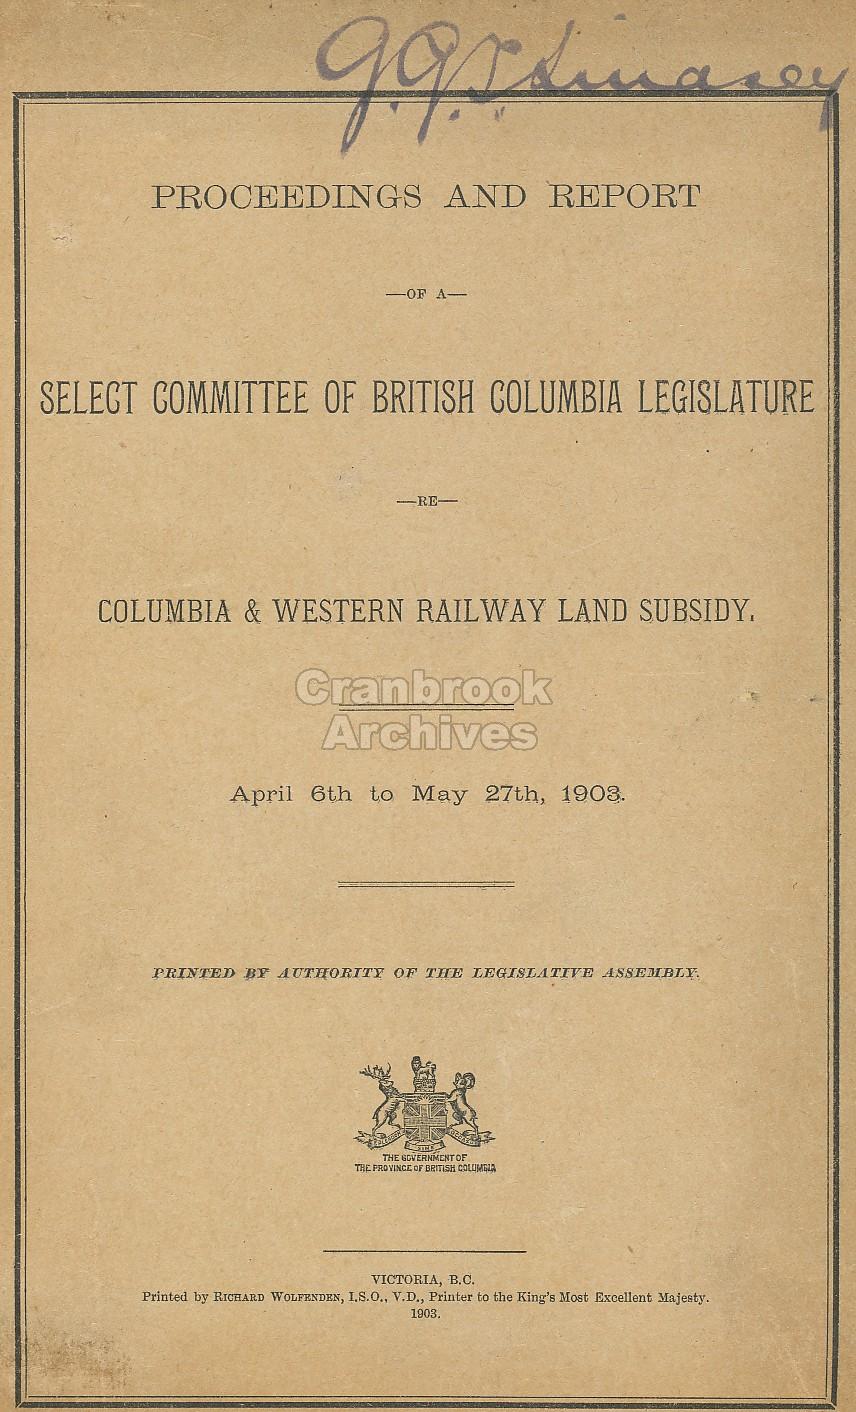 G.G.S. Lindsey
PROCEEDINGS AND REPORT
—OF A—
SELECT COMMITTEE OF BRITISH COLUMBIA LEGISLATURE
—RE—
COLUMBIA & WESTERN RAILWAY LAND SUBSIDY.
Cranbrook
Archives
April 6th to May 27th, 1903.
PRINTED BY AUTHORITY OF THE LEGISLATIVE ASSEMBLY.
THE GOVERNMENT OF
THE PROVINCE OF BRITISH COLUMBIA
VICTORIA, B.C.
Printed by RICHARD WOLFENDEN, I.S.O., V.D., Printer to the King's Most Excellent Majesty.
1903.